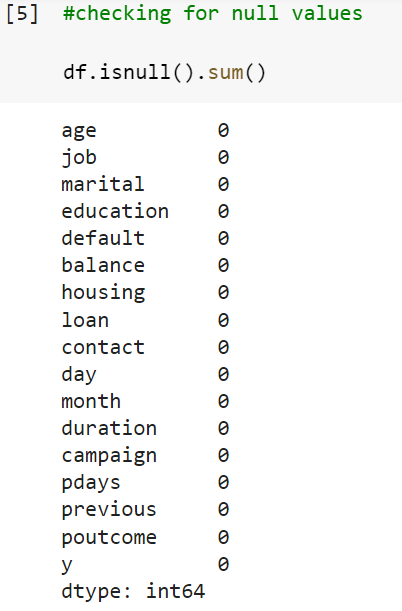 [5] #checking for null values
df.isnull().sum()
age 0
job 0
marital 0
education 0
default 0
balance 0
housing 0
loan 0
contact 0
day 0
month 0
duration 0
campaign 0
pdays 0
previous 0
poutcome 0
y 0
dtype: int64